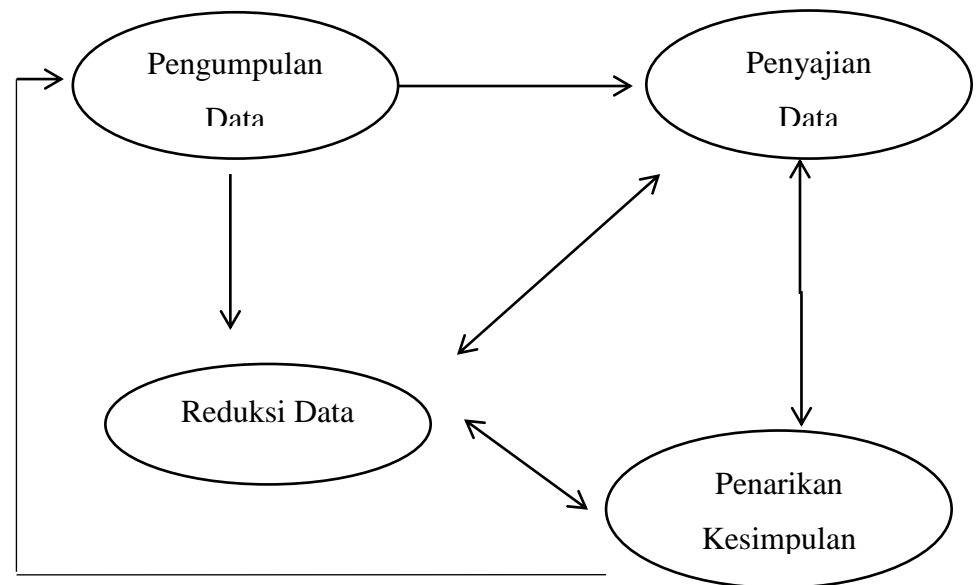 Pengumpulan
Data
Penyajian
Data
Reduksi Data
Penarikan
Kesimpulan